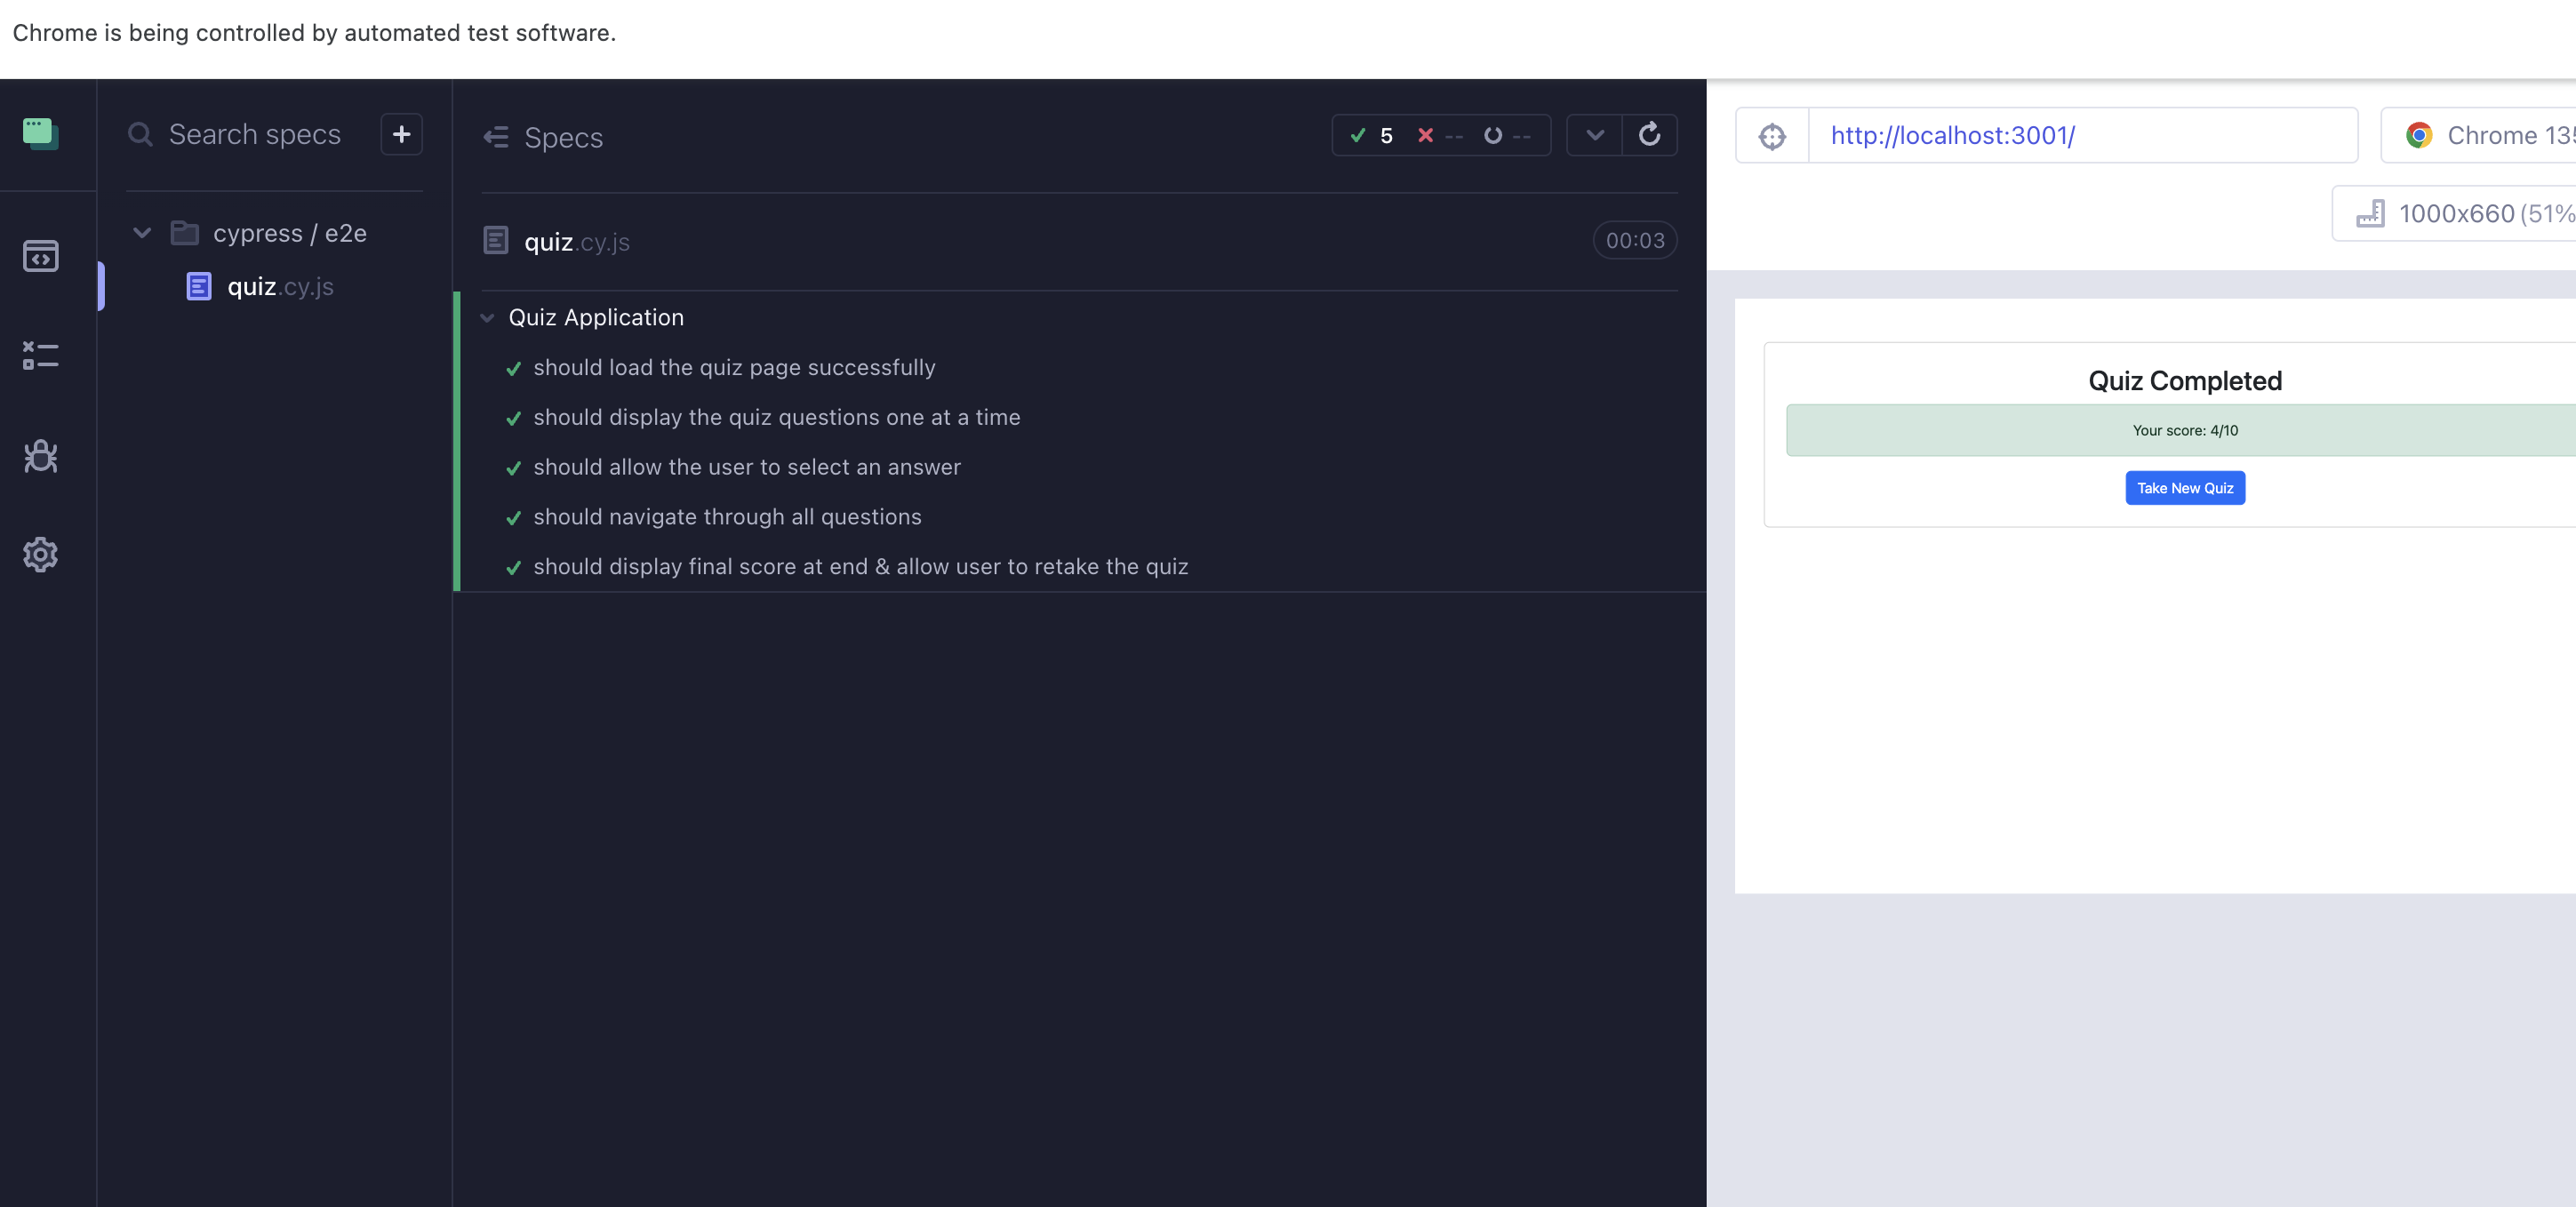 Chrome is being controlled by automated test software.
Search specs
+
cypress / e2e
quiz.cy.js
Specs
5 -- --
quiz.cy.js
00:03
Quiz Application
should load the quiz page successfully
should display the quiz questions one at a time
should allow the user to select an answer
should navigate through all questions
should display final score at end & allow user to retake the quiz
http://localhost:3001/
Chrome 135
1000x660 (51%
Quiz Completed
Your score: 4/10
Take New Quiz